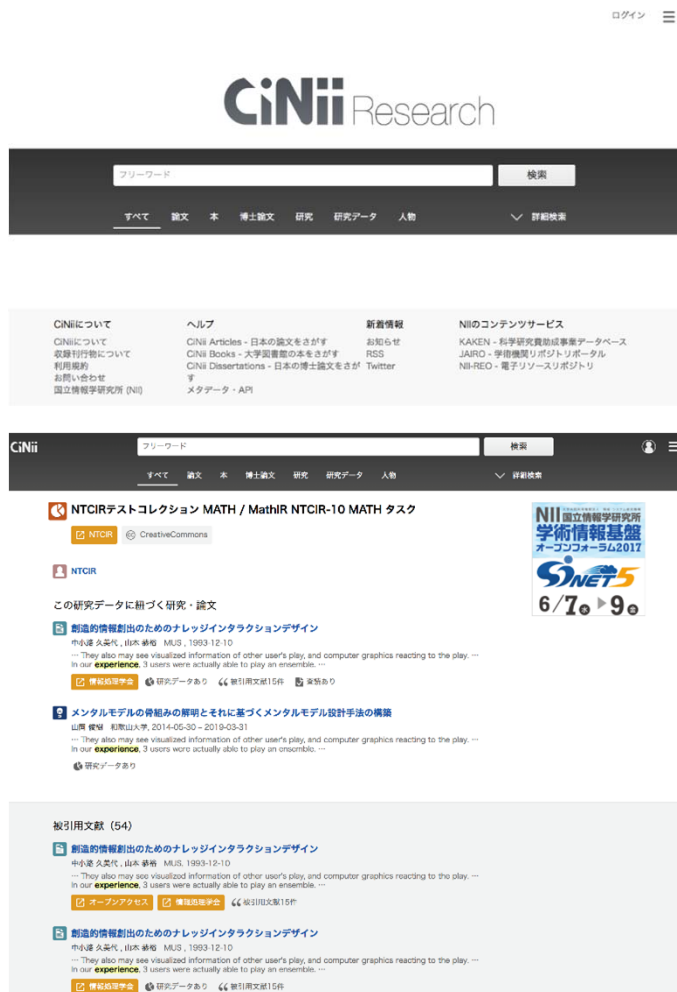 ログイン
CiNii Research
フリーワード 検索
すべて 論文 本 博士論文 研究 研究データ 人物 詳細検索
CiNiiについて
CiNiiについて
収録刊行物について
利用規約
お問い合わせ
国立情報学研究所 (NII)
ヘルプ
CiNii Articles - 日本の論文をさがす
CiNii Books - 大学図書館の本をさがす
CiNii Dissertations - 日本の博士論文をさが
す
メタデータ・API
新着情報
お知らせ
RSS
Twitter
NIIのコンテンツサービス
KAKEN - 科学研究費助成事業データベース
JAIRO - 学術機関リポジトリポータル
NII-REO - 電子リソースリポジトリ
CiNii フリーワード 検索
すべて 論文 本 博士論文 研究 研究データ 人物 詳細検索
NTCIRテストコレクション MATH / MathIR NTCIR-10 MATH タスク
NTCIR CreativeCommons
NTCIR
NII 国立情報学研究所
学術情報基盤
オープンフォーラム2017
SINET5
6/7水 9金
この研究データに紐づく研究・論文
創造的情報創出のためのナレッジインタラクションデザイン
中小路 久美代 , 山本 恭裕 MUS , 1993-12-10
… They also may see visualized information of other user's play, and computer graphics reacting to the play. …
In our experience, 3 users were actually able to play an ensemble. …
情報処理学会 研究データあり 被引用文献15件 査読あり
メンタルモデルの骨組みの解明とそれに基づくメンタルモデル設計手法の構築
山岡 俊樹 和歌山大学, 2014-05-30 – 2019-03-31
… They also may see visualized information of other user's play, and computer graphics reacting to the play. …
In our experience, 3 users were actually able to play an ensemble. …
研究データあり
被引用文献（54）
創造的情報創出のためのナレッジインタラクションデザイン
中小路 久美代 , 山本 恭裕 MUS, 1993-12-10
… They also may see visualized information of other user's play, and computer graphics reacting to the play. …
In our experience, 3 users were actually able to play an ensemble. …
オープンアクセス 情報処理学会 被引用文献15件
創造的情報創出のためのナレッジインタラクションデザイン
中小路 久美代 , 山本 恭裕 MUS , 1993-12-10
… They also may see visualized information of other user's play, and computer graphics reacting to the play. …
In our experience, 3 users were actually able to play an ensemble. …
情報処理学会 研究データあり 被引用文献15件